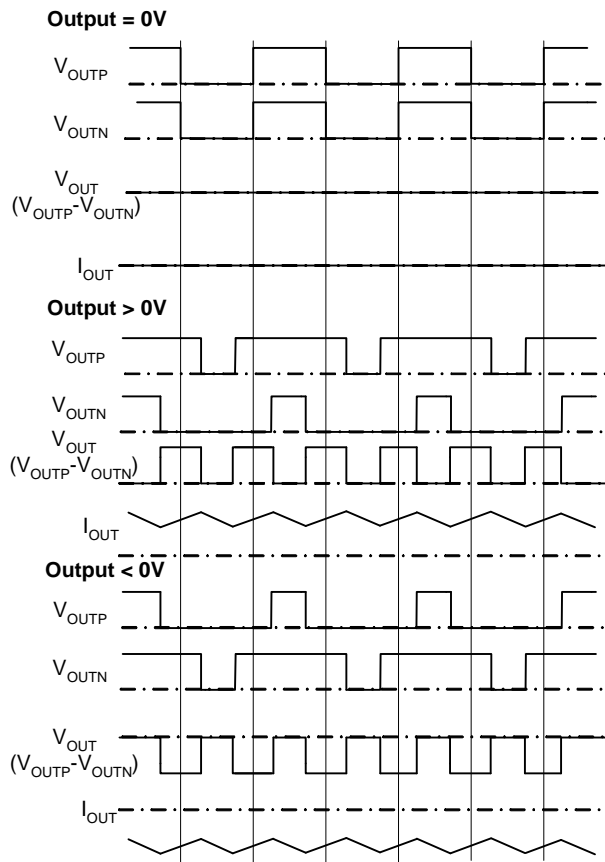 Output = 0V
VOUTP
VOUTN
VOUT
(VOUTP-VOUTN)
IOUT
Output > 0V
VOUTP
VOUTN
VOUT
(VOUTP-VOUTN)
IOUT
Output < 0V
VOUTP
VOUTN
VOUT
(VOUTP-VOUTN)
IOUT